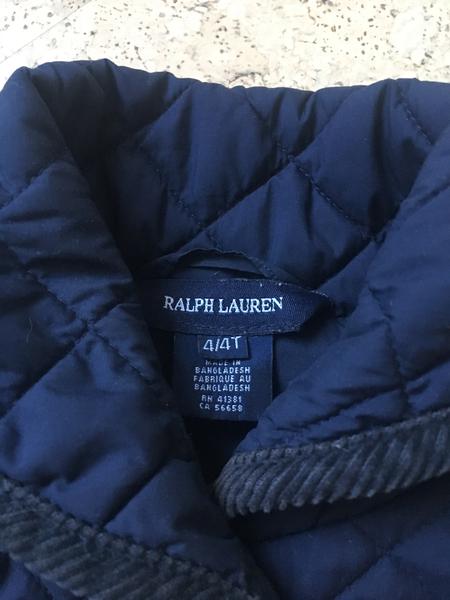 RALPH LAUREN
4/4T
MADE IN
BANGLADESH
FABRIQUE AU
BANGLADESH
RN 41381
CA 56658